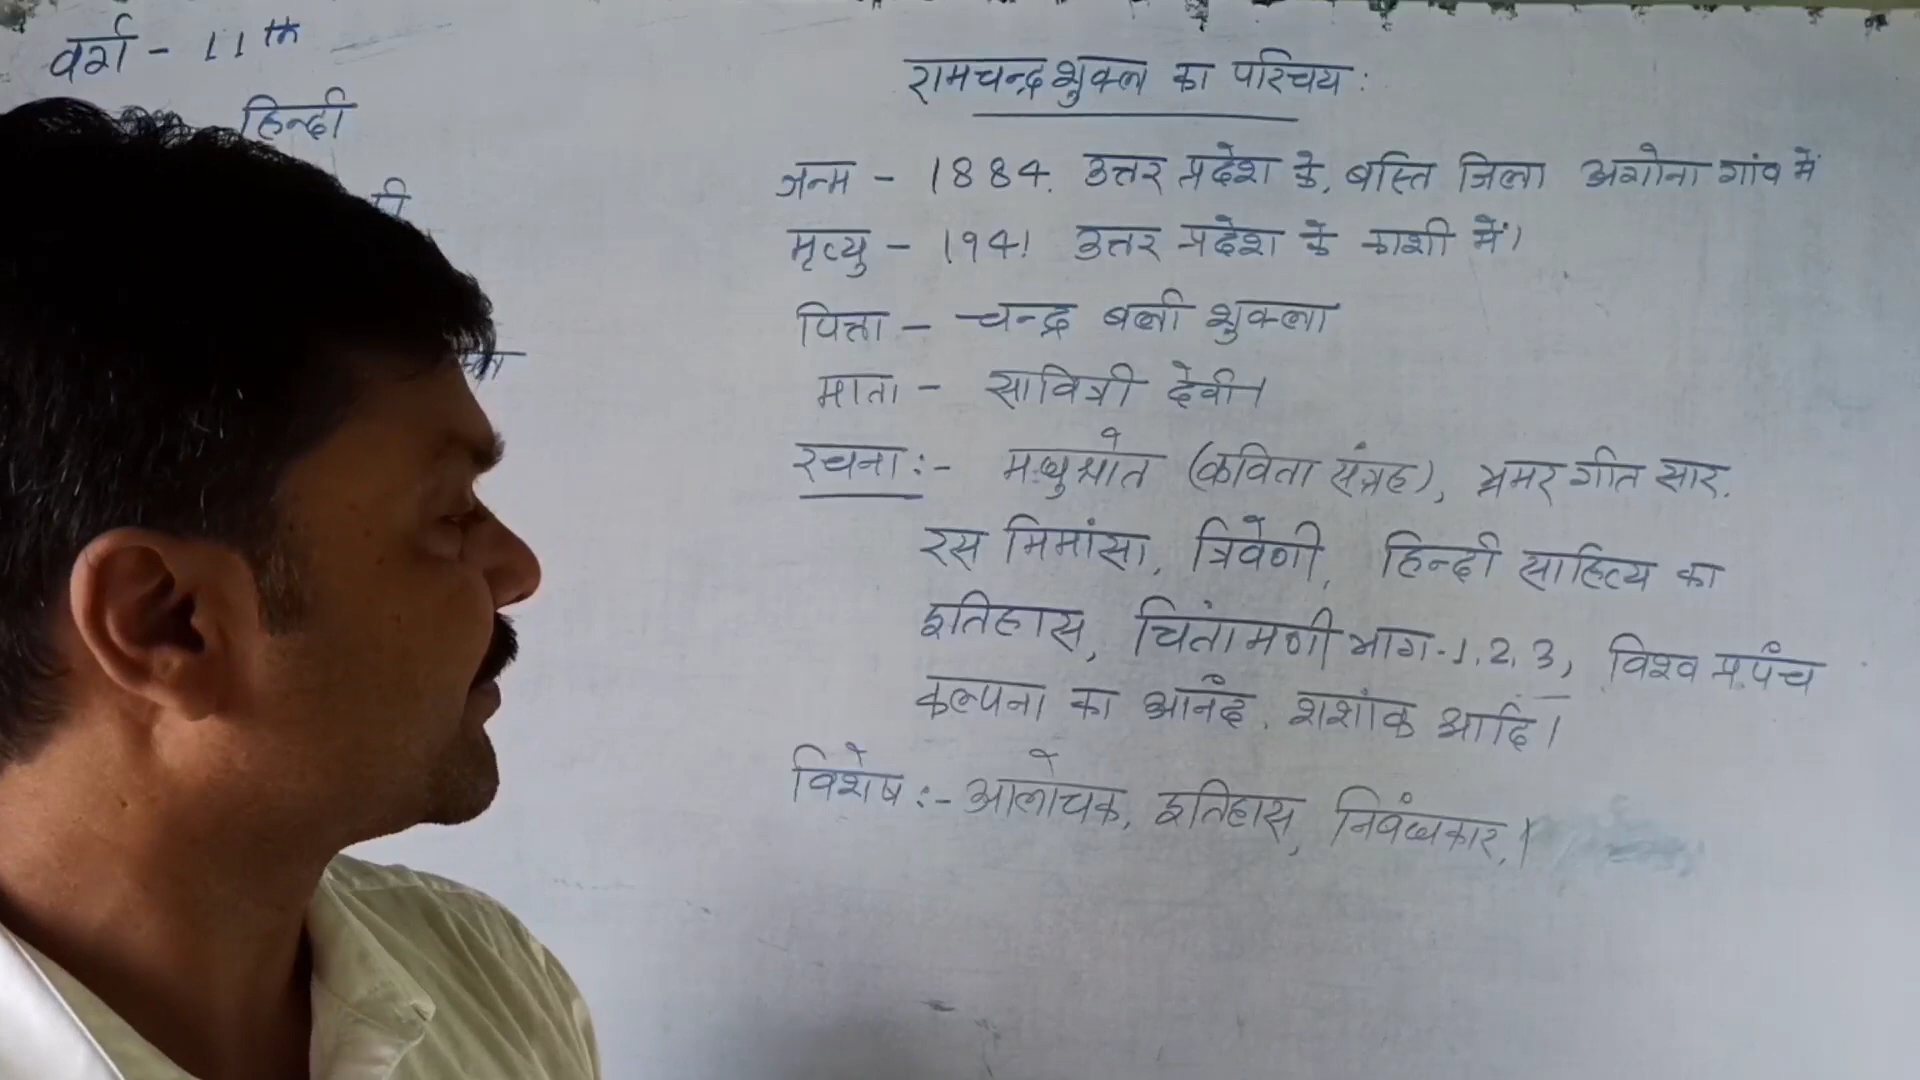 वर्ग - 11th
हिन्दी
रामचन्द्र शुक्ल का परिचय:
जन्म - 1884. उत्तर प्रदेश के, बस्ति जिला अगोना गांव में
मृत्यु - 1941 उत्तर प्रदेश के काशी में।
पिता - चन्द्र बली शुक्ला
माता - सावित्री देवी।
रचना:- मधुश्रोत (कविता संग्रह), भ्रमर गीत सार,
रस मिमांसा, त्रिवेणी, हिन्दी साहित्य का
इतिहास, चिंतामणी भाग-1,2,3, विश्व प्रपंच
कल्पना का आनंद, शशांक आदि।
विशेष:- आलोचक, इतिहास, निबंधकार,।